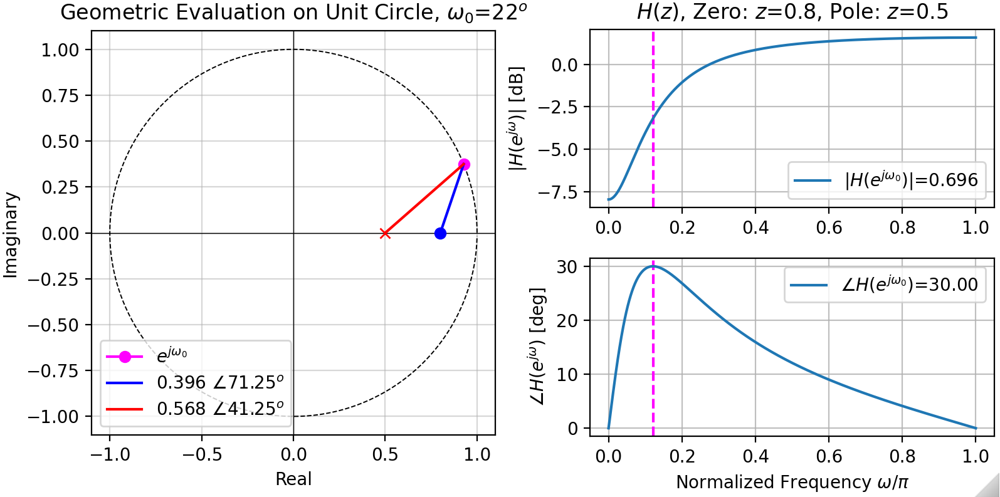 Geometric Evaluation on Unit Circle, ω₀=22°
1.00
0.75
0.50
0.25
0.00
−0.25
−0.50
−0.75
−1.00
Imaginary
e^{jω₀}
0.396 ∠71.25°
0.568 ∠41.25°
−1.0 −0.5 0.0 0.5 1.0
Real
H(z), Zero: z=0.8, Pole: z=0.5
0.0
−2.5
−5.0
−7.5
|H(e^{jω})| [dB]
|H(e^{jω₀})|=0.696
0.0 0.2 0.4 0.6 0.8 1.0
30
20
10
0
∠H(e^{jω}) [deg]
∠H(e^{jω₀})=30.00
0.0 0.2 0.4 0.6 0.8 1.0
Normalized Frequency ω/π